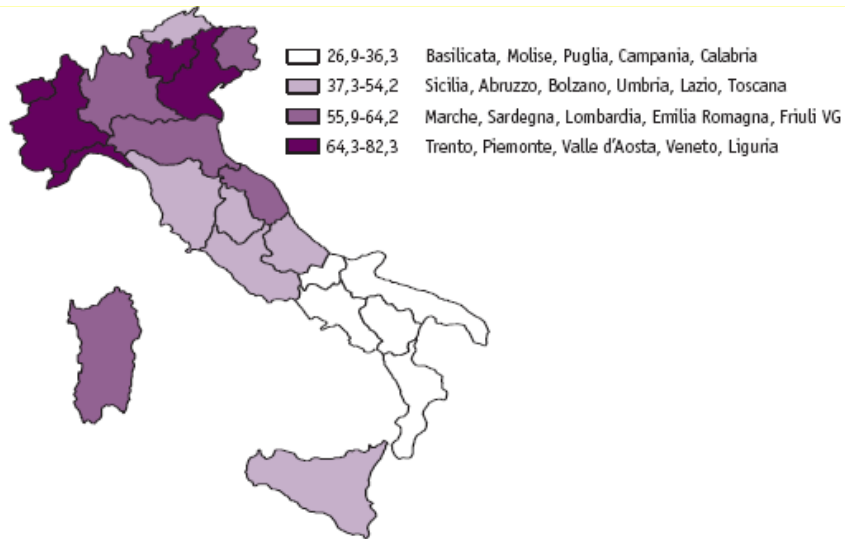 26,9-36,3 Basilicata, Molise, Puglia, Campania, Calabria
37,3-54,2 Sicilia, Abruzzo, Bolzano, Umbria, Lazio, Toscana
55,9-64,2 Marche, Sardegna, Lombardia, Emilia Romagna, Friuli VG
64,3-82,3 Trento, Piemonte, Valle d'Aosta, Veneto, Liguria